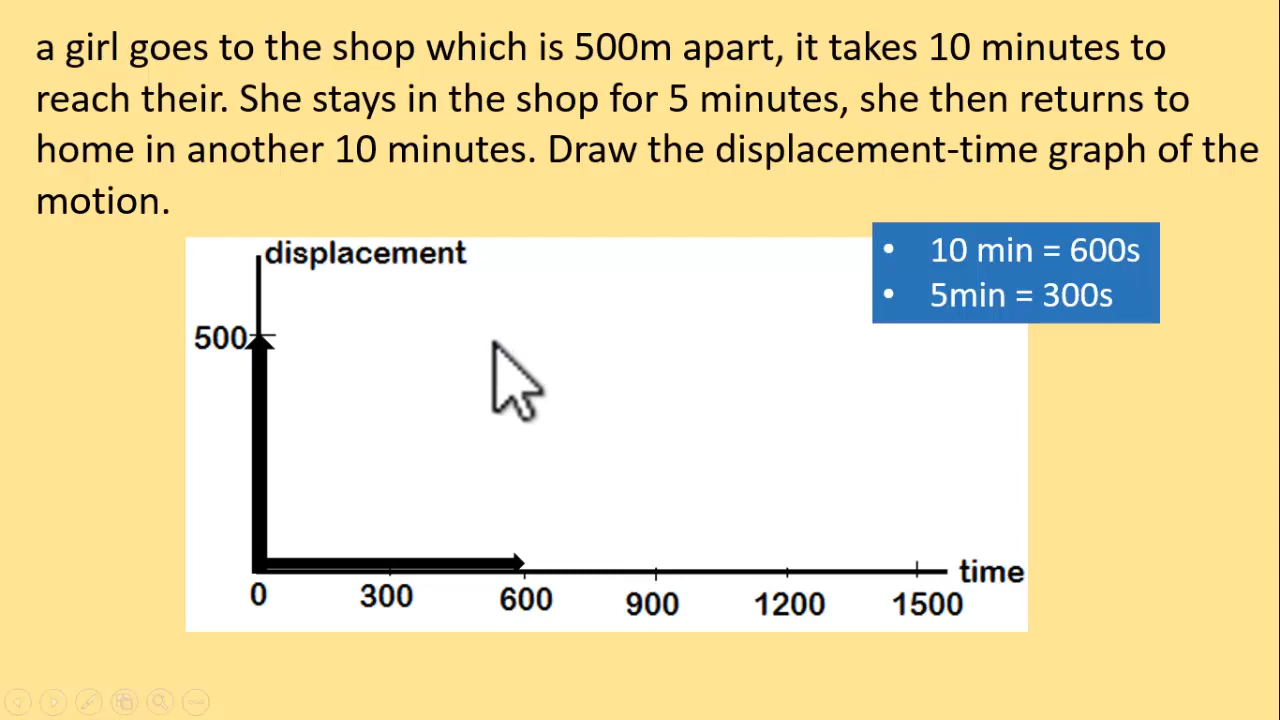 a girl goes to the shop which is 500m apart, it takes 10 minutes to
reach their. She stays in the shop for 5 minutes, she then returns to
home in another 10 minutes. Draw the displacement-time graph of the
motion.
• 10 min = 600s
• 5min = 300s
displacement
500
time
0 300 600 900 1200 1500